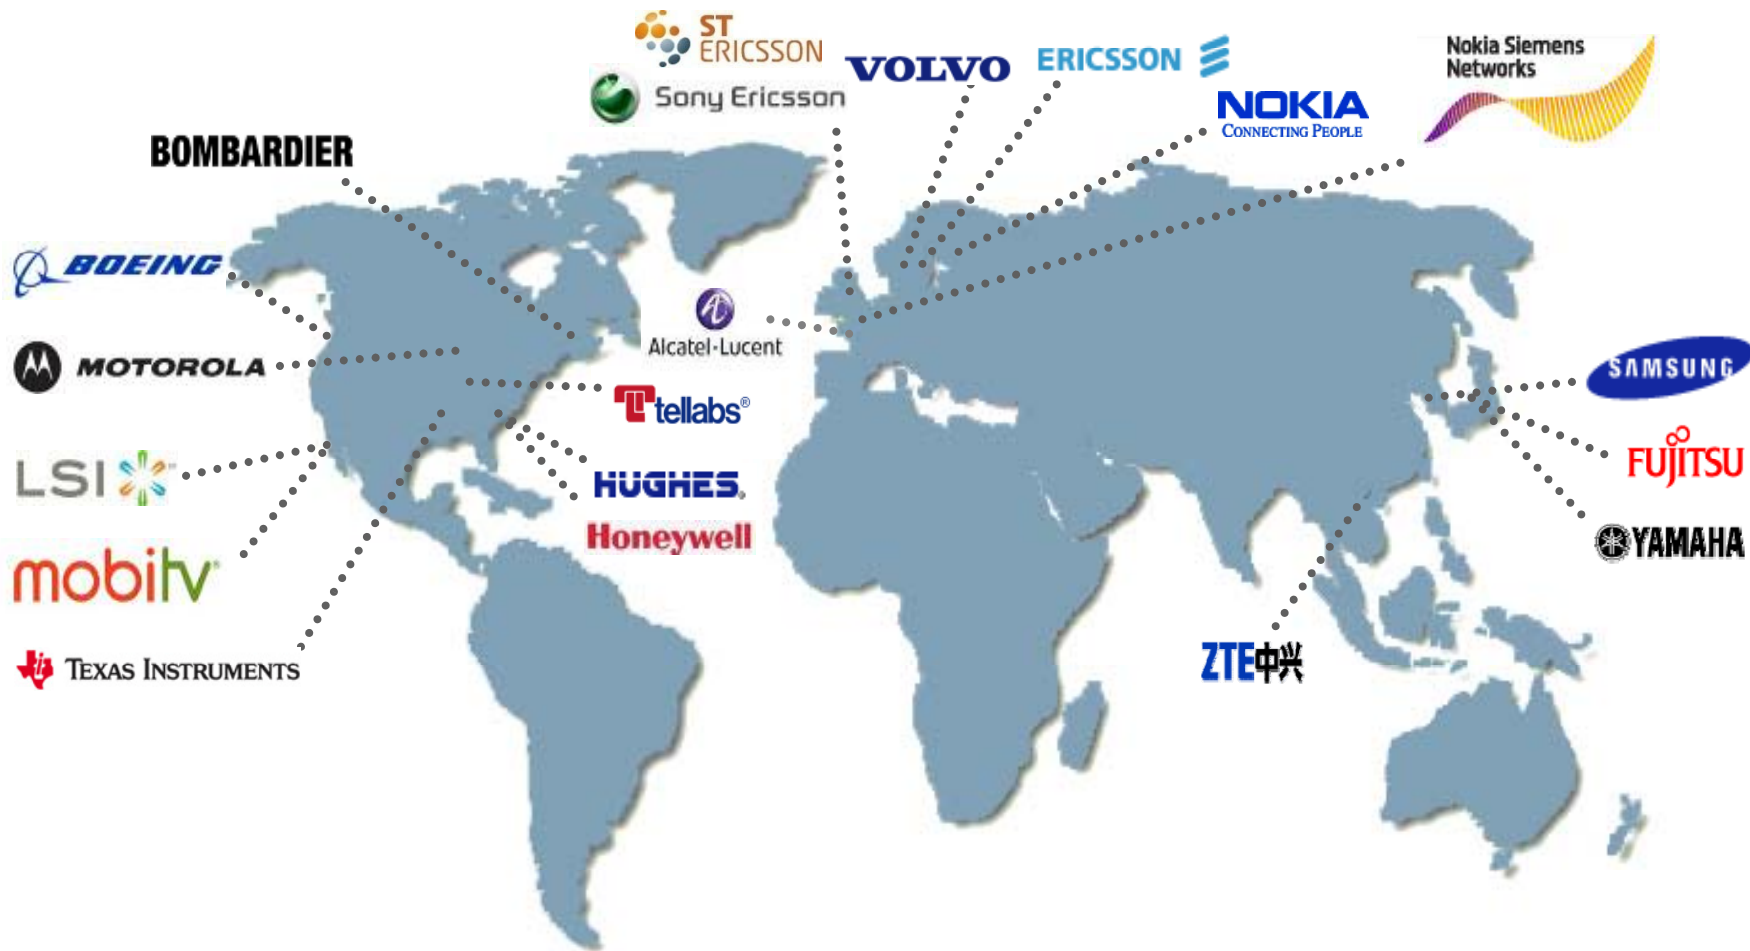 ST
ERICSSON
Sony Ericsson
VOLVO
ERICSSON
Nokia Siemens
Networks
NOKIA
CONNECTING PEOPLE
BOMBARDIER
BOEING
MOTOROLA
LSI
mobitv
TEXAS INSTRUMENTS
Alcatel·Lucent
tellabs®
HUGHES®
Honeywell
SAMSUNG
FUJITSU
YAMAHA
ZTE中兴